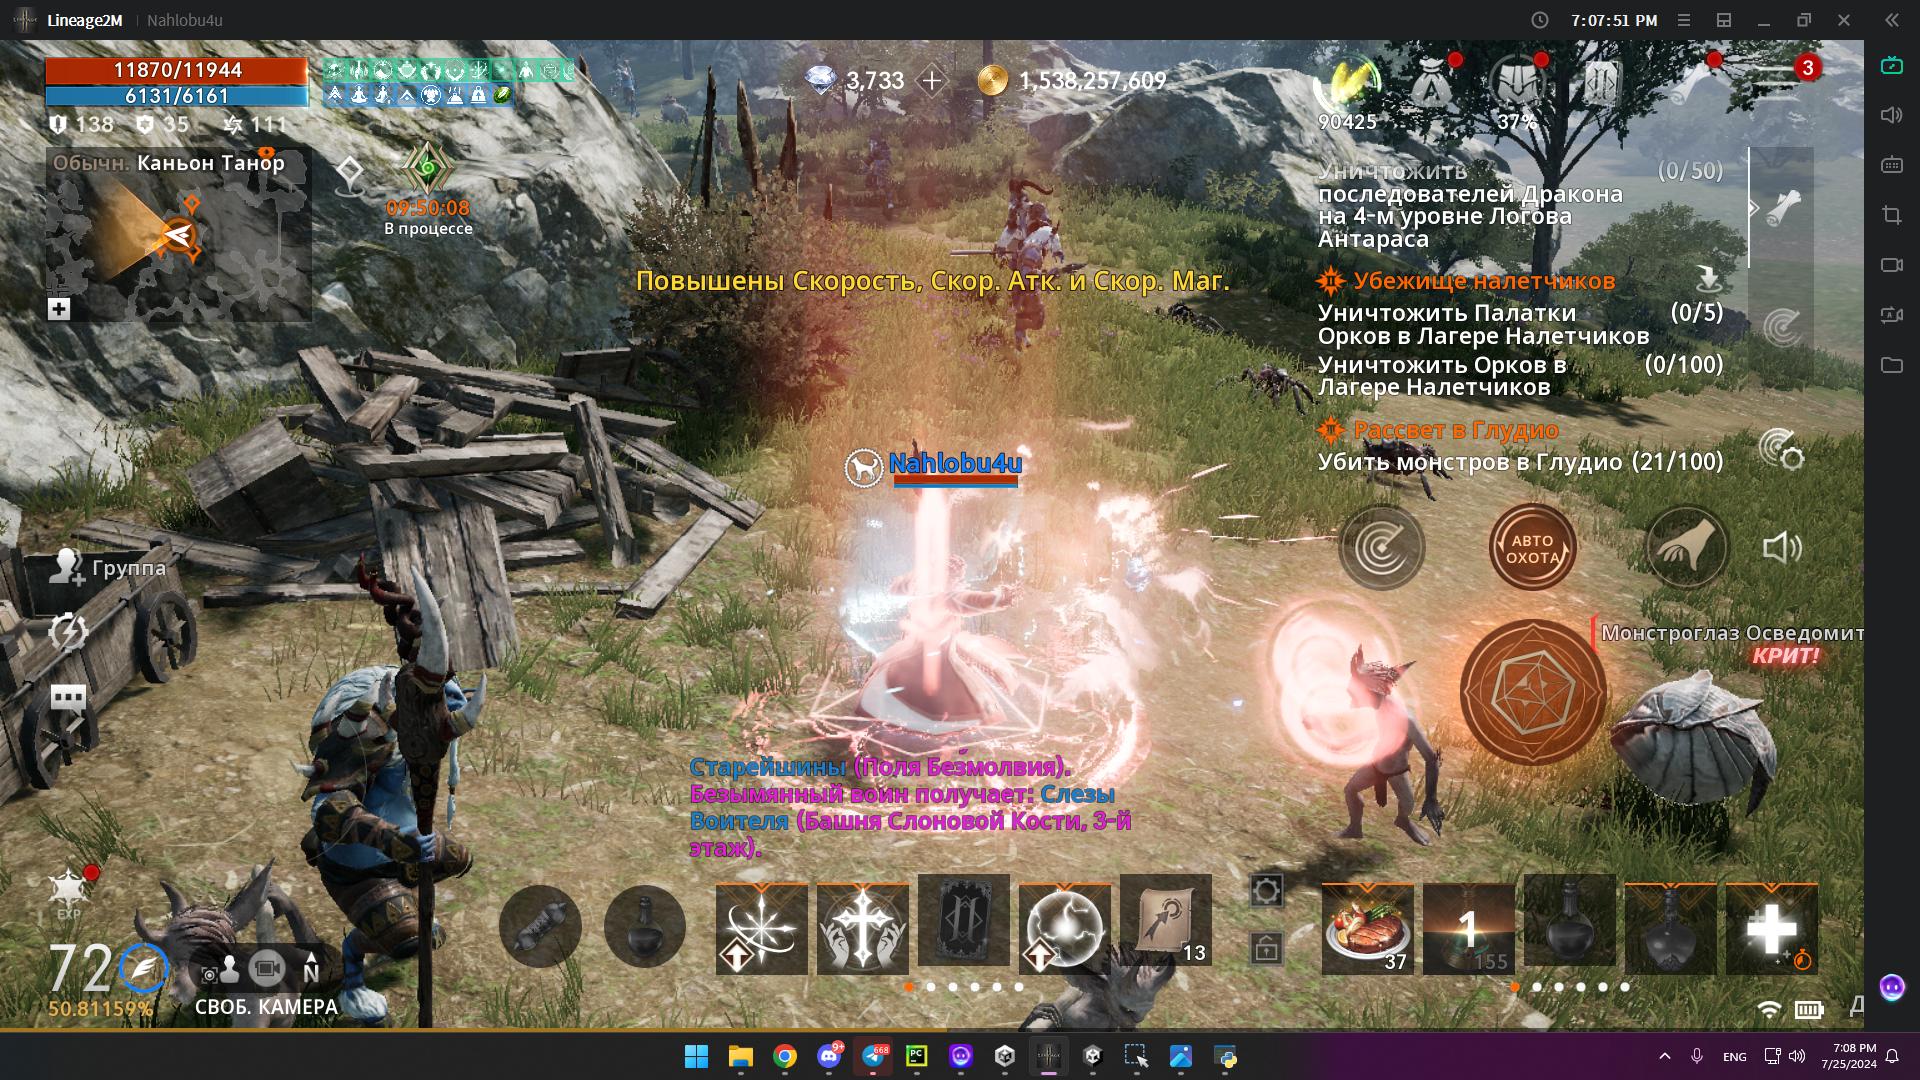 Lineage2M
Nahlobu4u
7:07:51 PM
11870/11944
6131/6161
138
35
111
3,733
1,538,257,609
90425
37%
3
Обычн. Каньон Танор
09:50:08
В процессе
Уничтожить (0/50)
последователей Дракона
на 4-м уровне Логова
Антараса
Повышены Скорость, Скор. Атк. и Скор. Маг.
Убежище налетчиков
Уничтожить Палатки (0/5)
Орков в Лагере Налетчиков
Уничтожить Орков в (0/100)
Лагере Налетчиков
Рассвет в Глудио
Убить монстров в Глудио (21/100)
Nahlobu4u
АВТО
ОХОТА
Группа
Монстроглаз Осведомит
КРИТ!
Старейшины (Поля Безмолвия).
Безымянный воин получает: Слезы
Воителя (Башня Слоновой Кости, 3-й
этаж).
EXP
72
50.81159%
N
СВОБ. КАМЕРА
13
37
1
155
Д
9+
668
PC
ENG
7:08 PM
7/25/2024